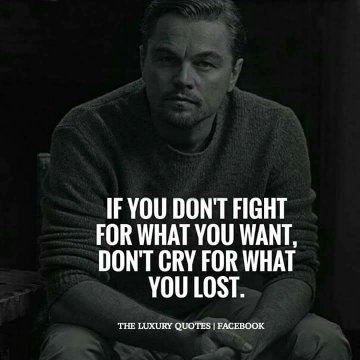 IF YOU DON'T FIGHT
FOR WHAT YOU WANT,
DON'T CRY FOR WHAT
YOU LOST.
THE LUXURY QUOTES | FACEBOOK